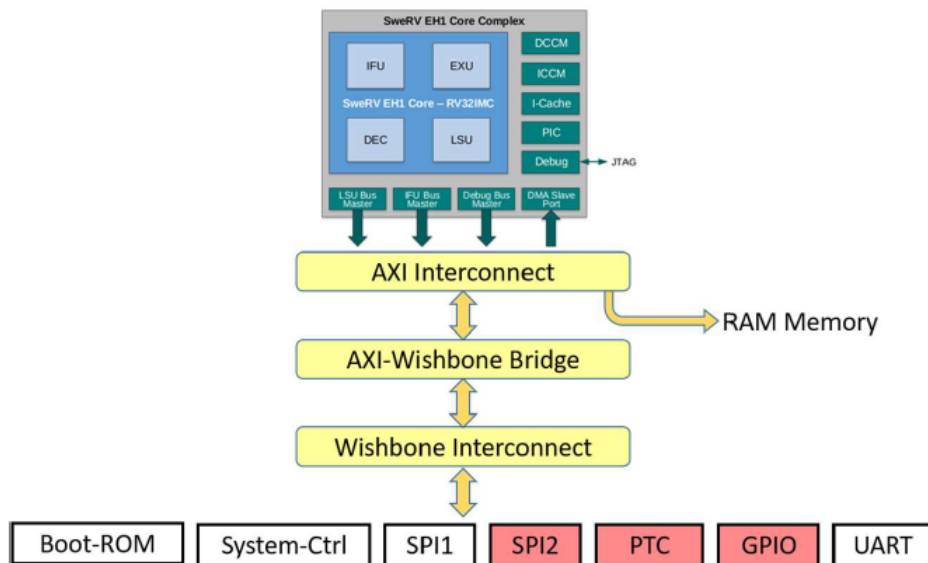 SweRV EH1 Core Complex
IFU
EXU
SweRV EH1 Core – RV32IMC
DEC
LSU
DCCM
ICCM
I-Cache
PIC
Debug
JTAG
LSU Bus
Master
IFU Bus
Master
Debug Bus
Master
DMA Slave
Port
AXI Interconnect
RAM Memory
AXI-Wishbone Bridge
Wishbone Interconnect
Boot-ROM
System-Ctrl
SPI1
SPI2
PTC
GPIO
UART